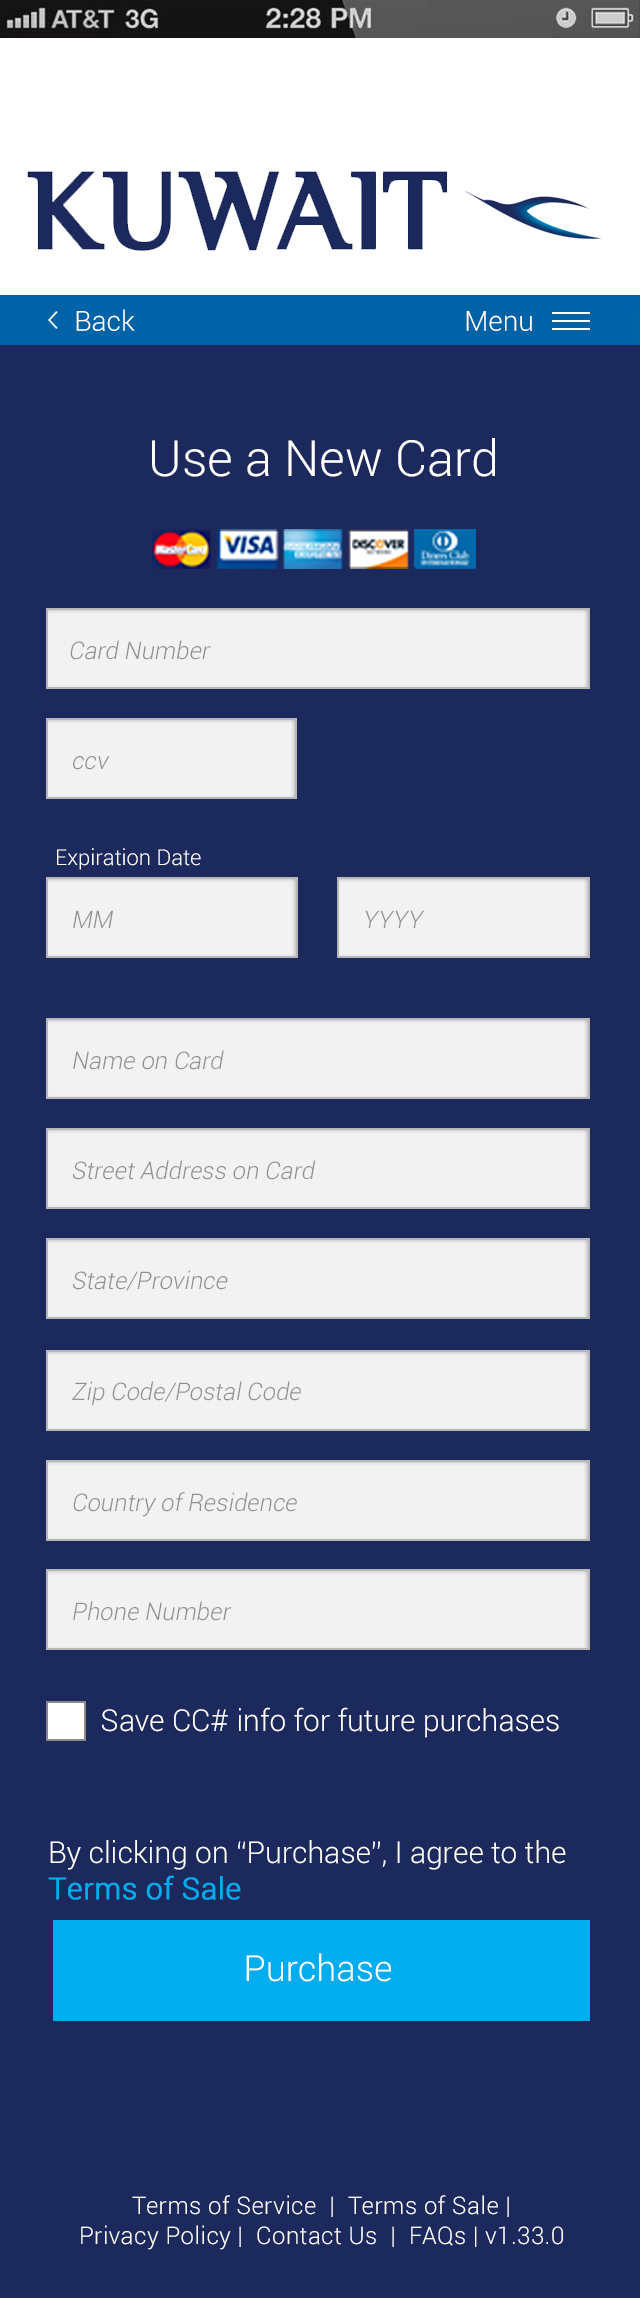 AT&T 3G 2:28 PM
KUWAIT
Back Menu
Use a New Card
MasterCard VISA AMERICAN EXPRESS DISCOVER Diners Club INTERNATIONAL
Card Number
ccv
Expiration Date
MM YYYY
Name on Card
Street Address on Card
State/Province
Zip Code/Postal Code
Country of Residence
Phone Number
Save CC# info for future purchases
By clicking on “Purchase”, I agree to the
Terms of Sale
Purchase
Terms of Service | Terms of Sale |
Privacy Policy | Contact Us | FAQs | v1.33.0